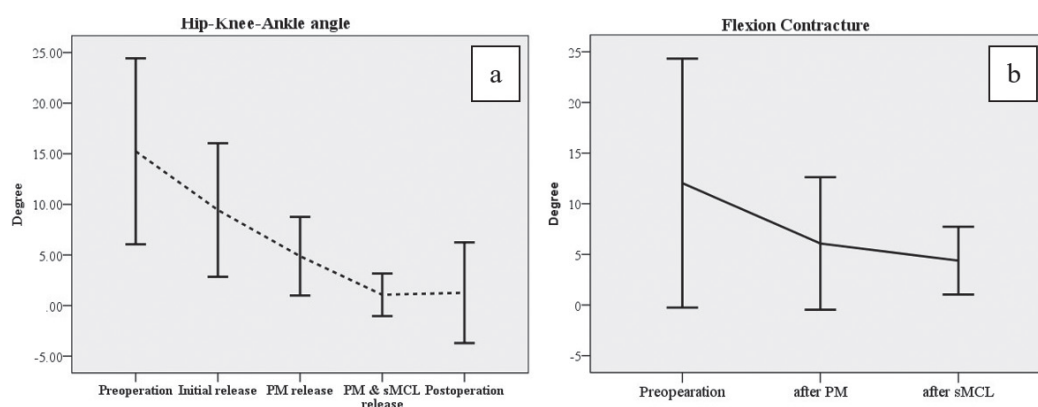 Hip-Knee-Ankle angle
a
25.00
20.00
15.00
10.00
5.00
.00
-5.00
Degree
Preoperation Initial release PM release PM & sMCL Postoperation
release
Flexion Contracture
b
25
20
15
10
5
0
-5
Degree
Preopearation after PM after sMCL